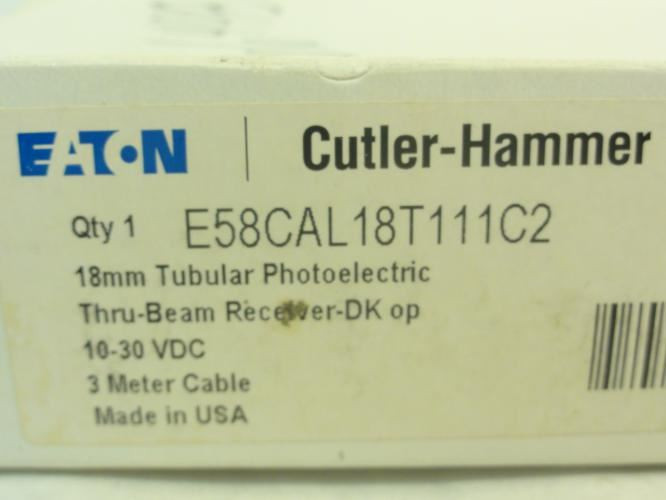 EATON | Cutler-Hammer
Qty 1 E58CAL18T111C2
18mm Tubular Photoelectric
Thru-Beam Receiver-DK op
10-30 VDC
3 Meter Cable
Made in USA